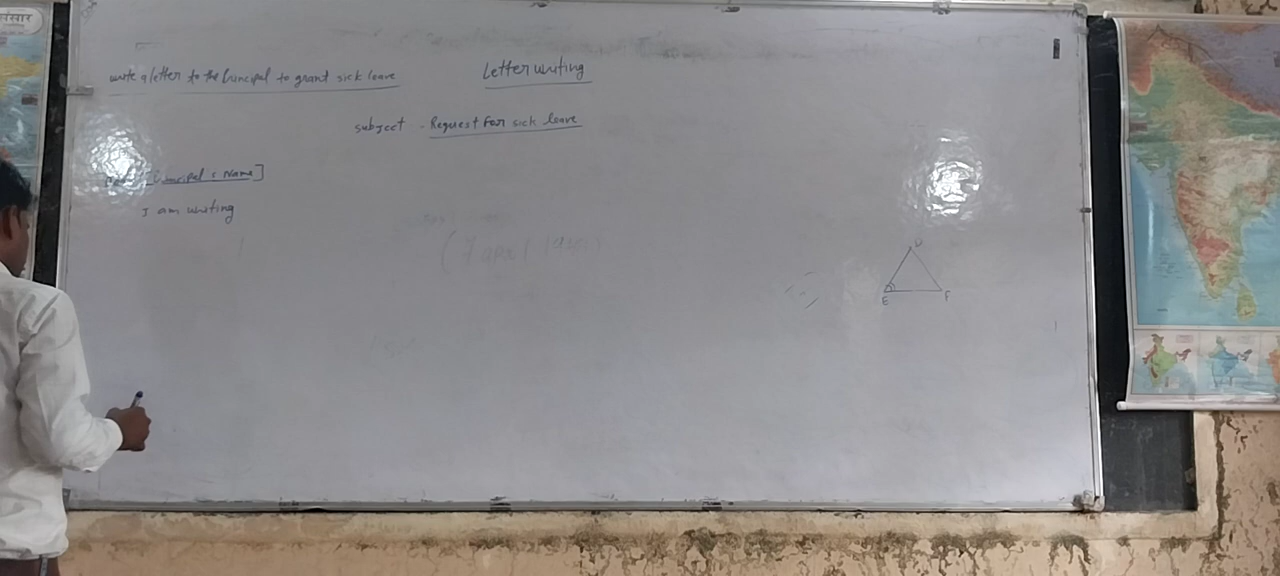 Letter writing
write a letter to the Principal to grant sick leave
subject - Request For sick leave
[Principal's Name]
I am writing
D
E F